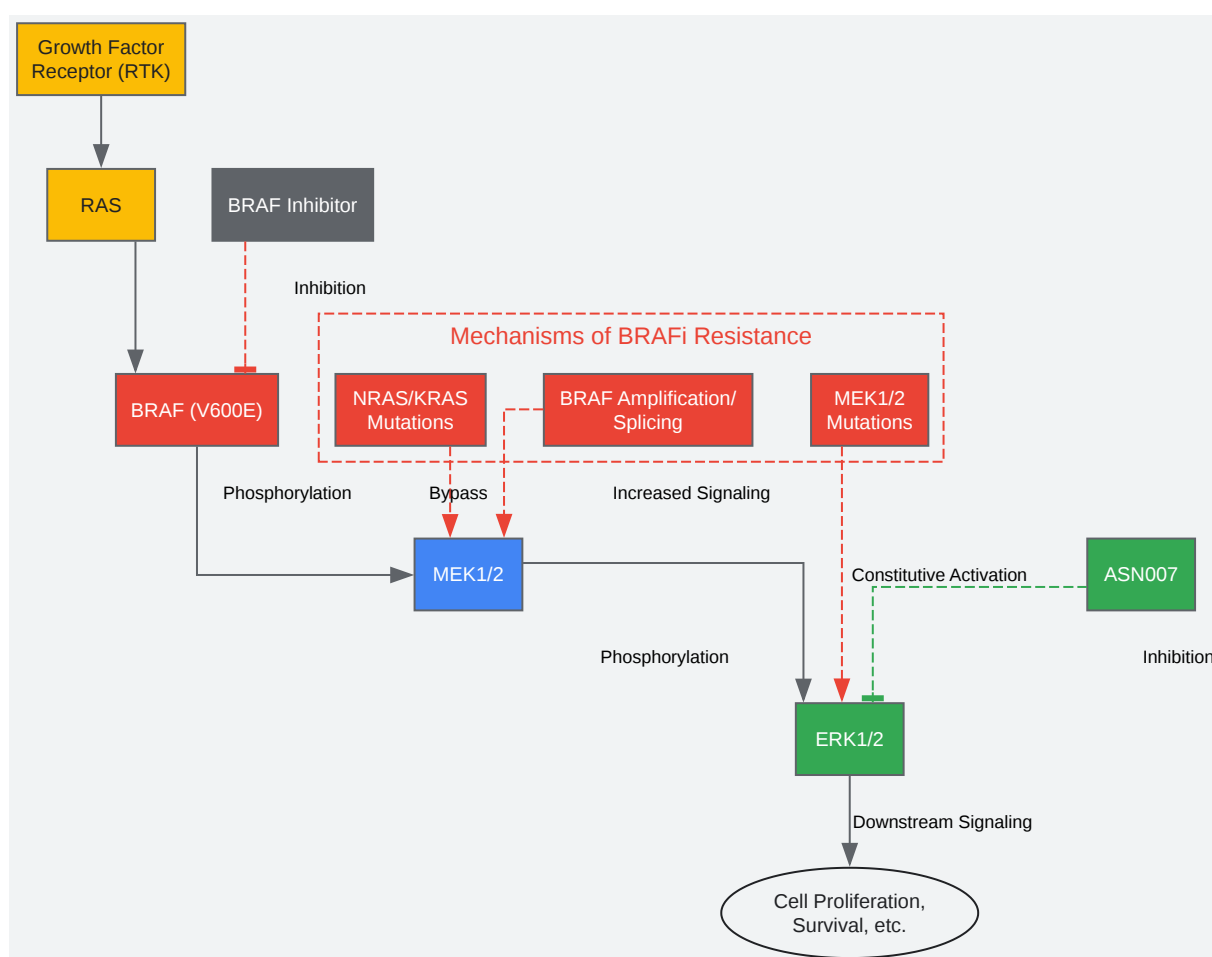 Growth Factor
Receptor (RTK)
RAS
BRAF Inhibitor
Inhibition
Mechanisms of BRAFi Resistance
BRAF (V600E)
NRAS/KRAS
Mutations
BRAF Amplification/
Splicing
MEK1/2
Mutations
Phosphorylation
Bypass
Increased Signaling
MEK1/2
Constitutive Activation
ASN007
Phosphorylation
Inhibition
ERK1/2
Downstream Signaling
Cell Proliferation,
Survival, etc.